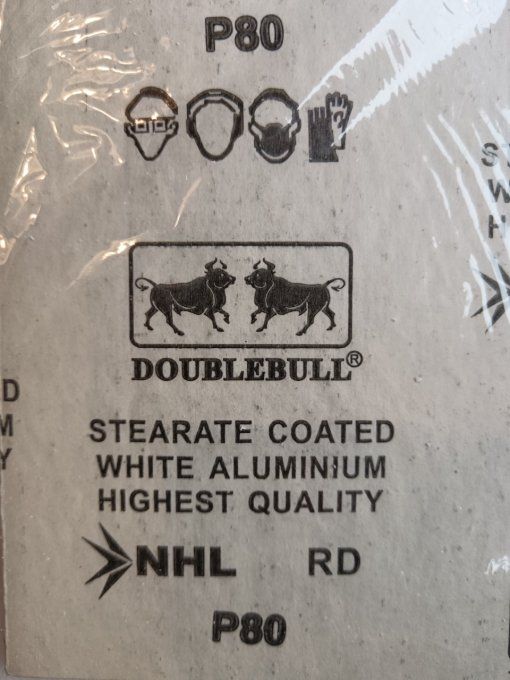 P80
DOUBLEBULL®
STEARATE COATED
WHITE ALUMINIUM
HIGHEST QUALITY
NHL RD
P80
D
M
Y
S
W
H